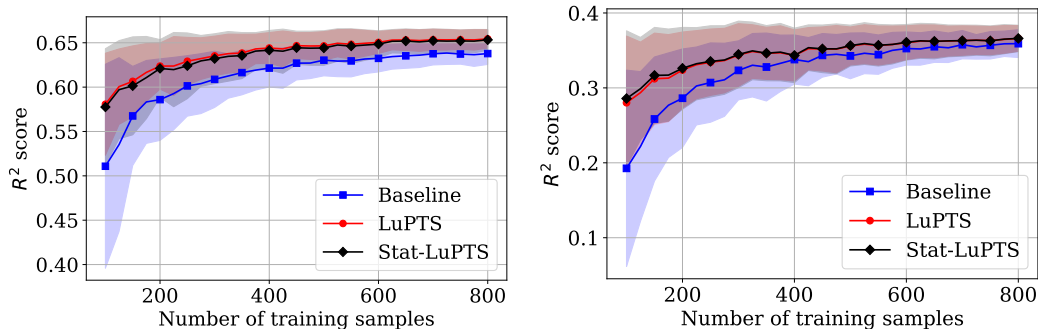 0.65
0.60
0.55
0.50
0.45
0.40
R² score
200
400
600
800
Number of training samples
Baseline
LuPTS
Stat-LuPTS
0.4
0.3
0.2
0.1
R² score
200
400
600
800
Number of training samples
Baseline
LuPTS
Stat-LuPTS